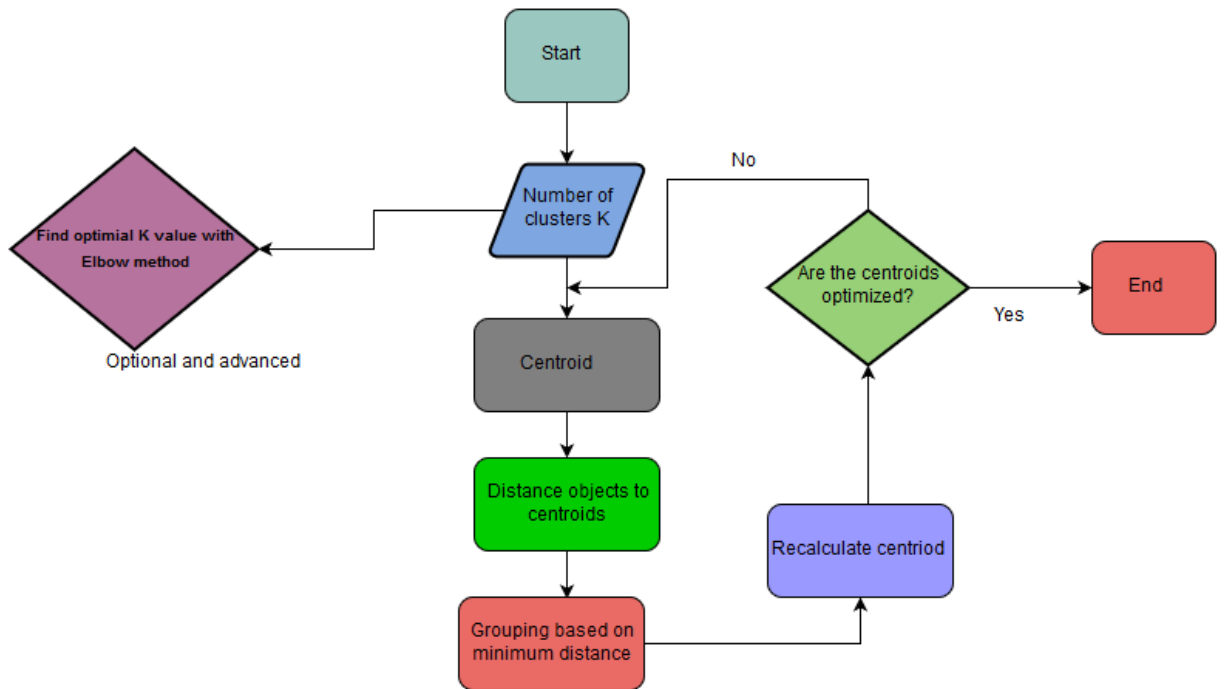 Start
No
Number of
clusters K
Find optimial K value with
Elbow method
Are the centroids
optimized?
End
Yes
Optional and advanced
Centroid
Distance objects to
centroids
Recalculate centriod
Grouping based on
minimum distance